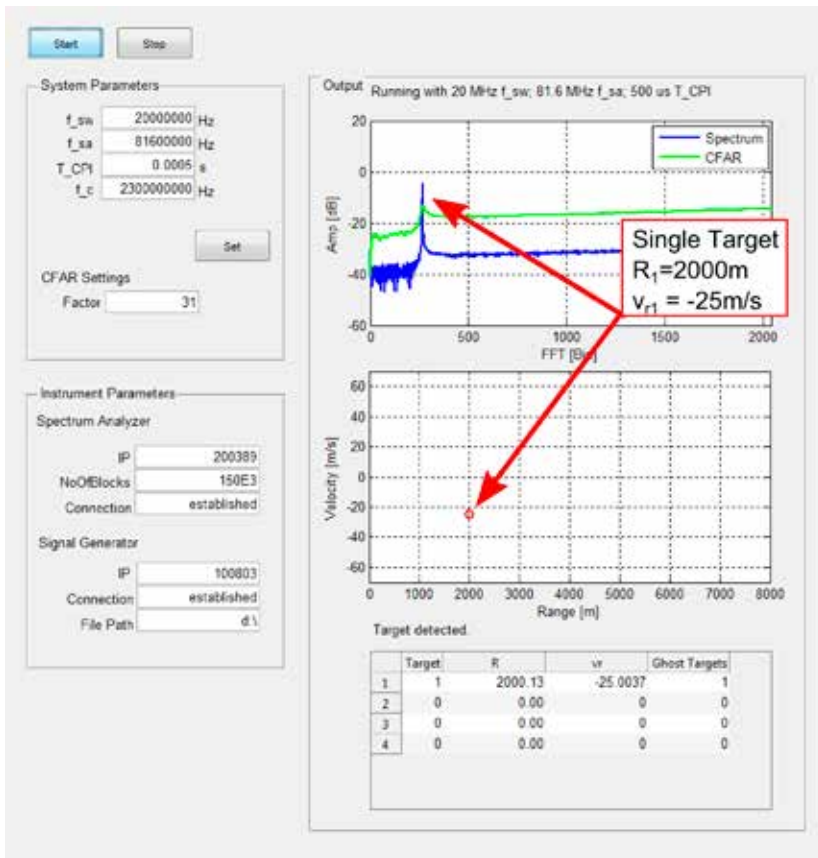 Start Stop
System Parameters
f_sw 20000000 Hz
f_sa 81600000 Hz
T_CPI 0.0005 s
f_c 2300000000 Hz
Set
CFAR Settings
Factor 31
Instrument Parameters
Spectrum Analyzer
IP 200389
NoOfBlocks 150E3
Connection established
Signal Generator
IP 100803
Connection established
File Path d:\
Output
Running with 20 MHz f_sw; 81.6 MHz f_sa; 500 us T_CPI
20
0
-20
-40
-60
Amp [dB]
Spectrum
CFAR
0 500 1000 1500 2000
FFT [Bin]
Single Target
R1=2000m
vr1 = -25m/s
60
40
20
0
-20
-40
-60
Velocity [m/s]
0 1000 2000 3000 4000 5000 6000 7000 8000
Range [m]
Target detected.
Target R vr Ghost Targets
1 1 2000.13 -25.0037 1
2 0 0.00 0 0
3 0 0.00 0 0
4 0 0.00 0 0